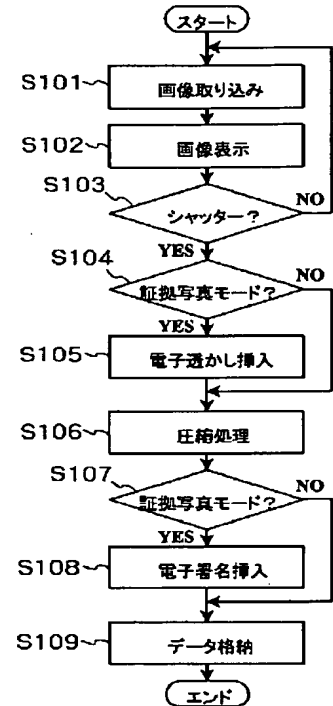 スタート
S101
画像取り込み
S102
画像表示
S103
シャッター？
NO
YES
S104
証拠写真モード？
NO
YES
S105
電子透かし挿入
S106
圧縮処理
S107
証拠写真モード？
NO
YES
S108
電子署名挿入
S109
データ格納
エンド